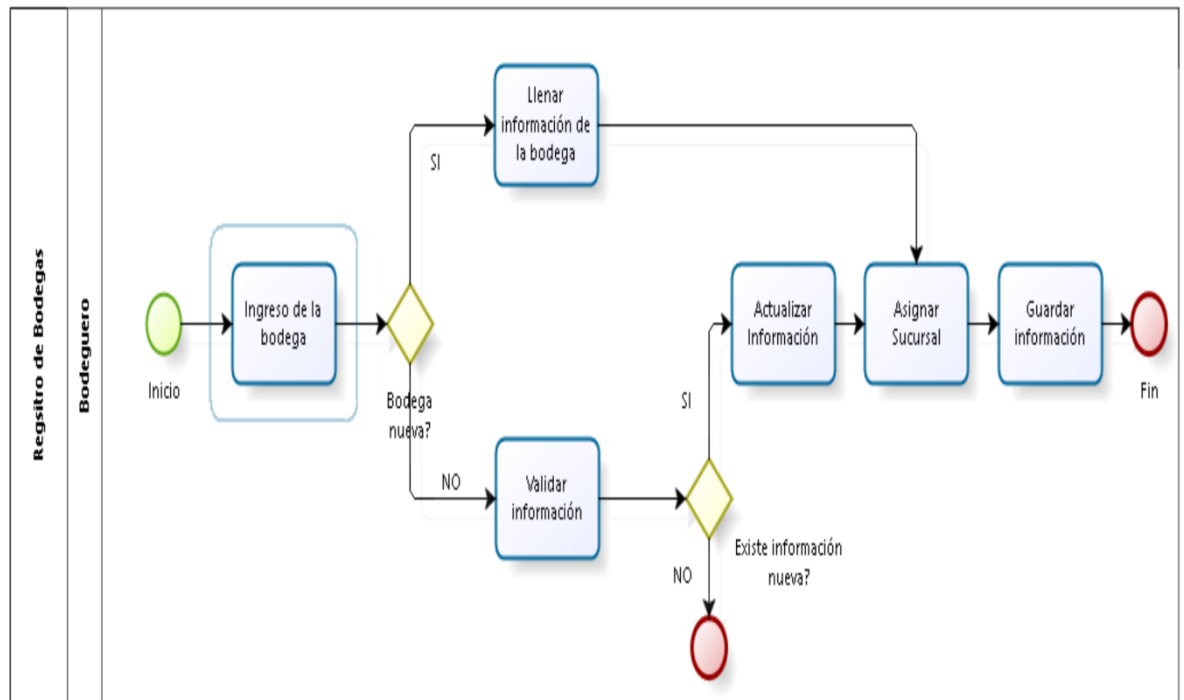 Regsitro de Bodegas
Bodeguero
Inicio
Ingreso de la
bodega
Bodega
nueva?
SI
Llenar
información de
la bodega
NO
Validar
información
Existe información
nueva?
SI
NO
Actualizar
Información
Asignar
Sucursal
Guardar
información
Fin